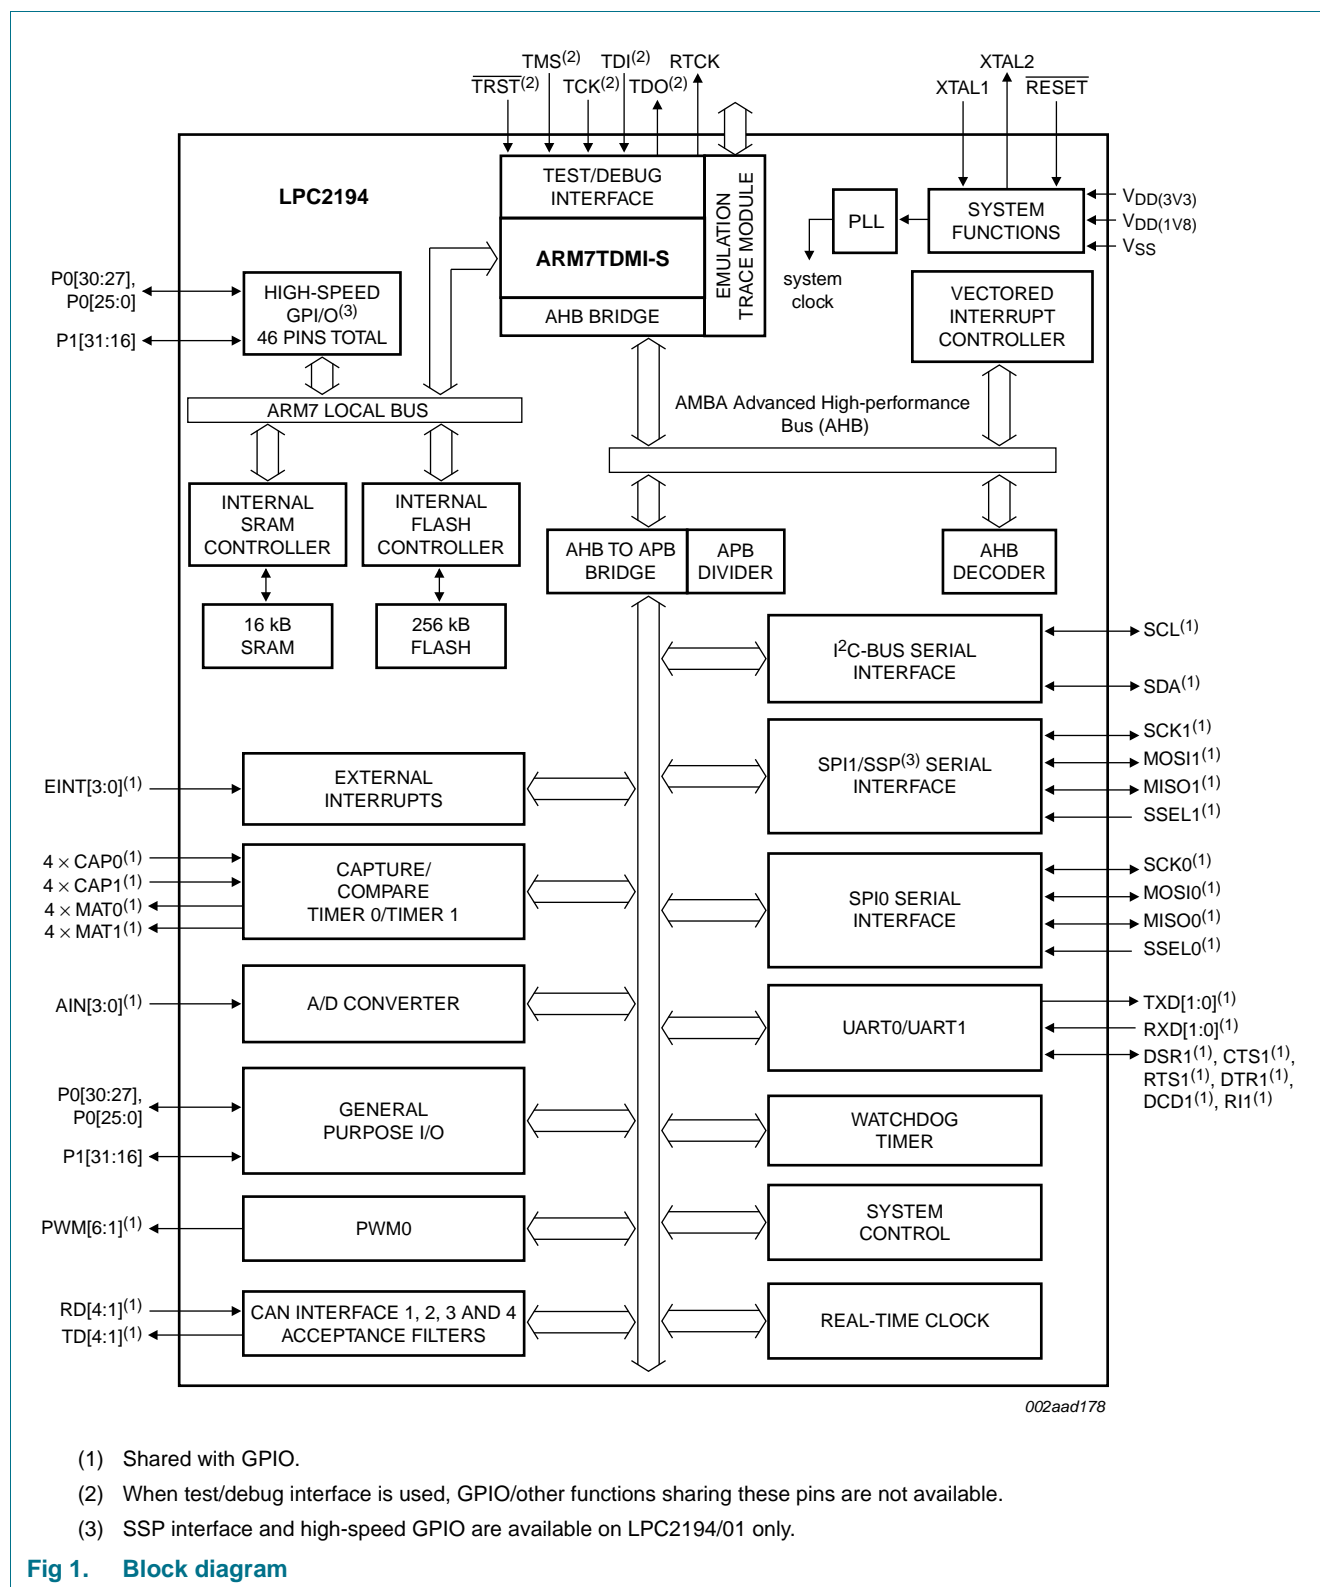 TMS(2)
TDI(2)
RTCK
TRST(2)
TCK(2)
TDO(2)
XTAL2
XTAL1
RESET
LPC2194
TEST/DEBUG
INTERFACE
ARM7TDMI-S
AHB BRIDGE
EMULATION
TRACE MODULE
PLL
system
clock
SYSTEM
FUNCTIONS
VDD(3V3)
VDD(1V8)
VSS
P0[30:27],
P0[25:0]
P1[31:16]
HIGH-SPEED
GPI/O(3)
46 PINS TOTAL
VECTORED
INTERRUPT
CONTROLLER
ARM7 LOCAL BUS
AMBA Advanced High-performance
Bus (AHB)
INTERNAL
SRAM
CONTROLLER
INTERNAL
FLASH
CONTROLLER
16 kB
SRAM
256 kB
FLASH
AHB TO APB
BRIDGE
APB
DIVIDER
AHB
DECODER
I2C-BUS SERIAL
INTERFACE
SCL(1)
SDA(1)
SPI1/SSP(3) SERIAL
INTERFACE
SCK1(1)
MOSI1(1)
MISO1(1)
SSEL1(1)
EINT[3:0](1)
EXTERNAL
INTERRUPTS
4 × CAP0(1)
4 × CAP1(1)
4 × MAT0(1)
4 × MAT1(1)
CAPTURE/
COMPARE
TIMER 0/TIMER 1
SPI0 SERIAL
INTERFACE
SCK0(1)
MOSI0(1)
MISO0(1)
SSEL0(1)
AIN[3:0](1)
A/D CONVERTER
UART0/UART1
TXD[1:0](1)
RXD[1:0](1)
DSR1(1), CTS1(1),
RTS1(1), DTR1(1),
DCD1(1), RI1(1)
P0[30:27],
P0[25:0]
P1[31:16]
GENERAL
PURPOSE I/O
WATCHDOG
TIMER
PWM[6:1](1)
PWM0
SYSTEM
CONTROL
RD[4:1](1)
TD[4:1](1)
CAN INTERFACE 1, 2, 3 AND 4
ACCEPTANCE FILTERS
REAL-TIME CLOCK
002aad178
(1) Shared with GPIO.
(2) When test/debug interface is used, GPIO/other functions sharing these pins are not available.
(3) SSP interface and high-speed GPIO are available on LPC2194/01 only.
Fig 1. Block diagram